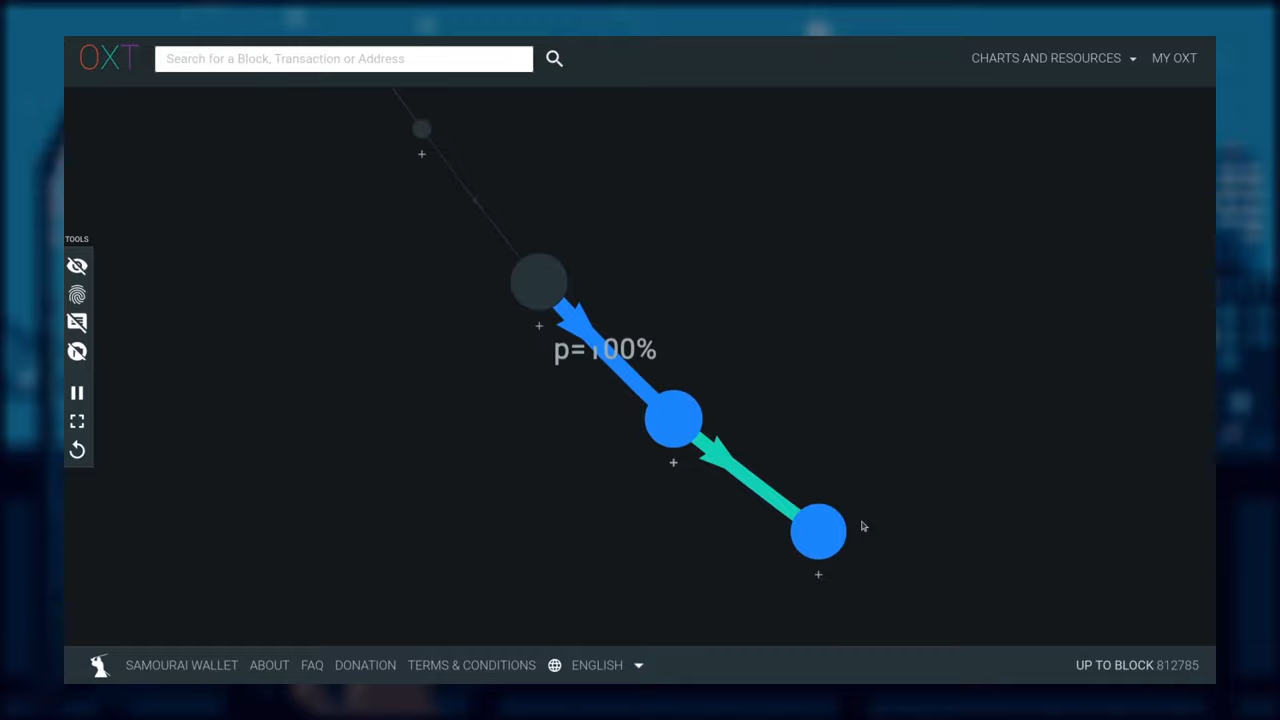 OXT
Search for a Block, Transaction or Address
CHARTS AND RESOURCES
MY OXT
+
TOOLS
+
p=100%
+
+
SAMOURAI WALLET
ABOUT
FAQ
DONATION
TERMS & CONDITIONS
ENGLISH
UP TO BLOCK 812785